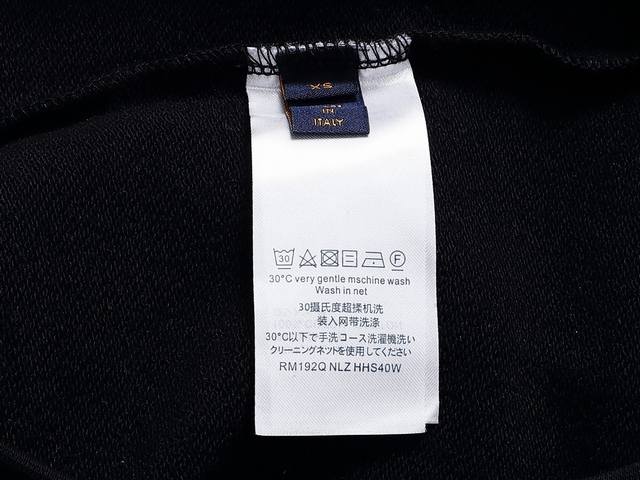 XS
IN
ITALY
30
F
30°C very gentle mschine wash
Wash in net
30摄氏度超揉机洗
装入网带洗涤
30°C以下で手洗コース洗濯機洗い
クリーニングネットを使用してください
RM192Q NLZ HHS40W